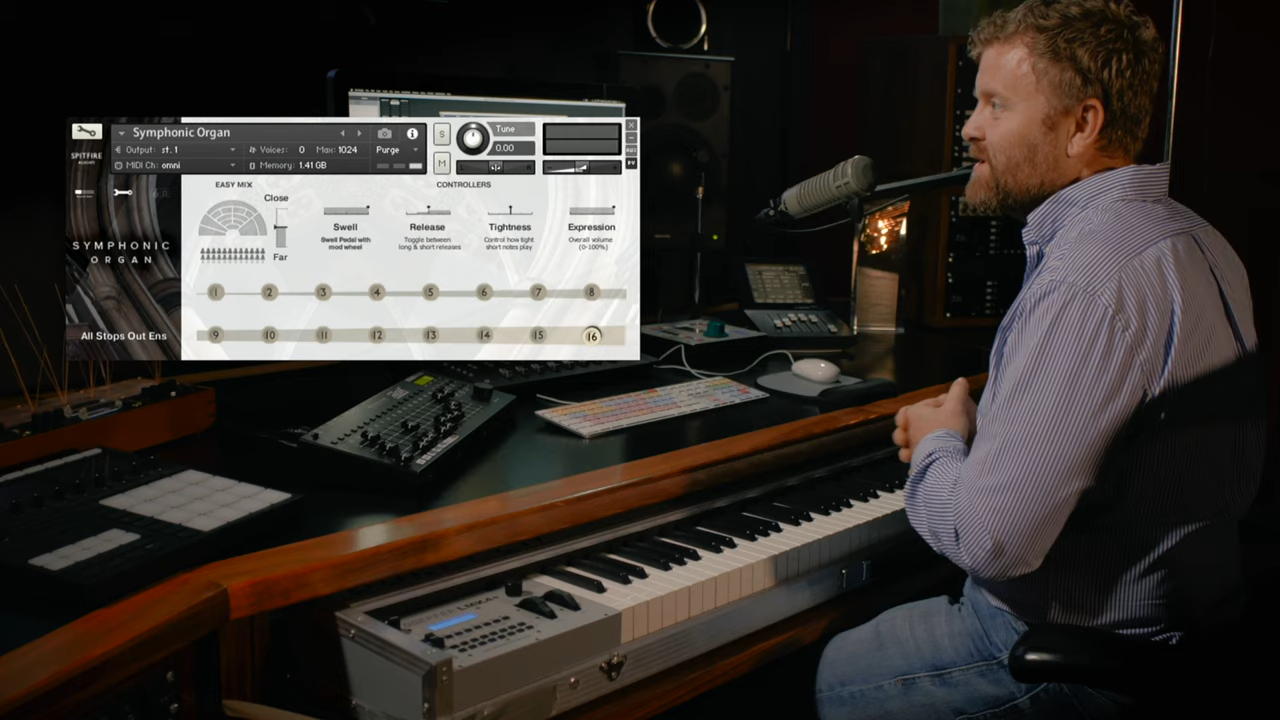 Symphonic Organ
S
Tune
0.00
Output: st. 1
Voices: 0 Max: 1024
Purge
MIDI Ch: omni
Memory: 1.41 GB
M
SPITFIRE
EASY MIX
CONTROLLERS
Close
Far
Swell
Release
Tightness
Expression
Swell Pedal with
mod wheel
Toggle between
long & short releases
Control how tight
short notes play
Overall volume
(0-100%)
SYMPHONIC
ORGAN
1 2 3 4 5 6 7 8
All Stops Out Ens
9 10 11 12 13 14 15 16